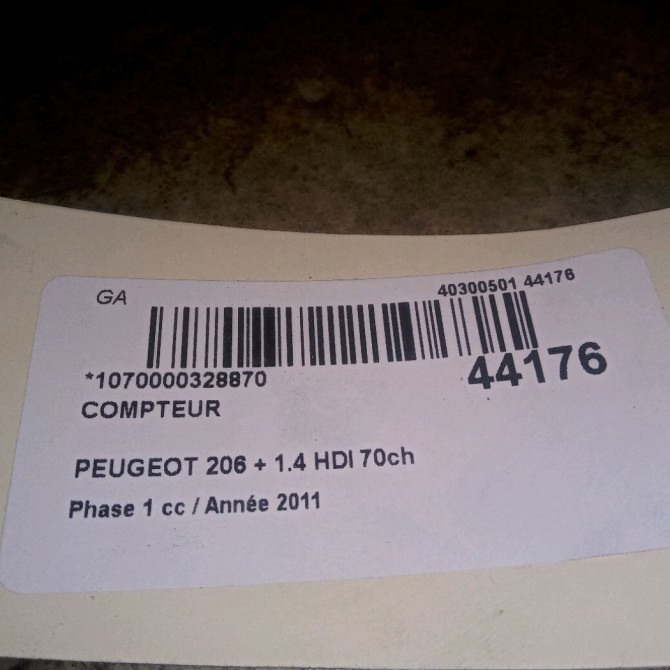 GA
40300501 44176
*1070000328870
44176
COMPTEUR
PEUGEOT 206 + 1.4 HDI 70ch
Phase 1 cc / Année 2011